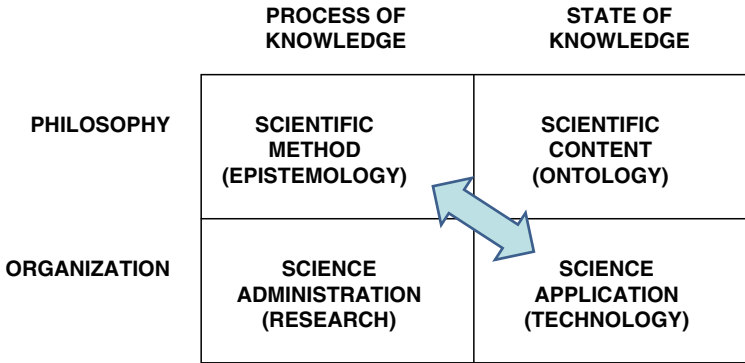 PROCESS OF
KNOWLEDGE
STATE OF
KNOWLEDGE
PHILOSOPHY
SCIENTIFIC
METHOD
(EPISTEMOLOGY)
SCIENTIFIC
CONTENT
(ONTOLOGY)
ORGANIZATION
SCIENCE
ADMINISTRATION
(RESEARCH)
SCIENCE
APPLICATION
(TECHNOLOGY)